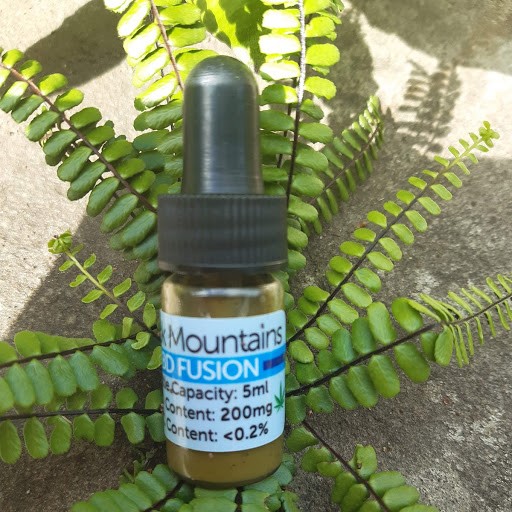 k Mountains
D FUSION
e.Capacity: 5ml
Content: 200mg
Content: <0.2%